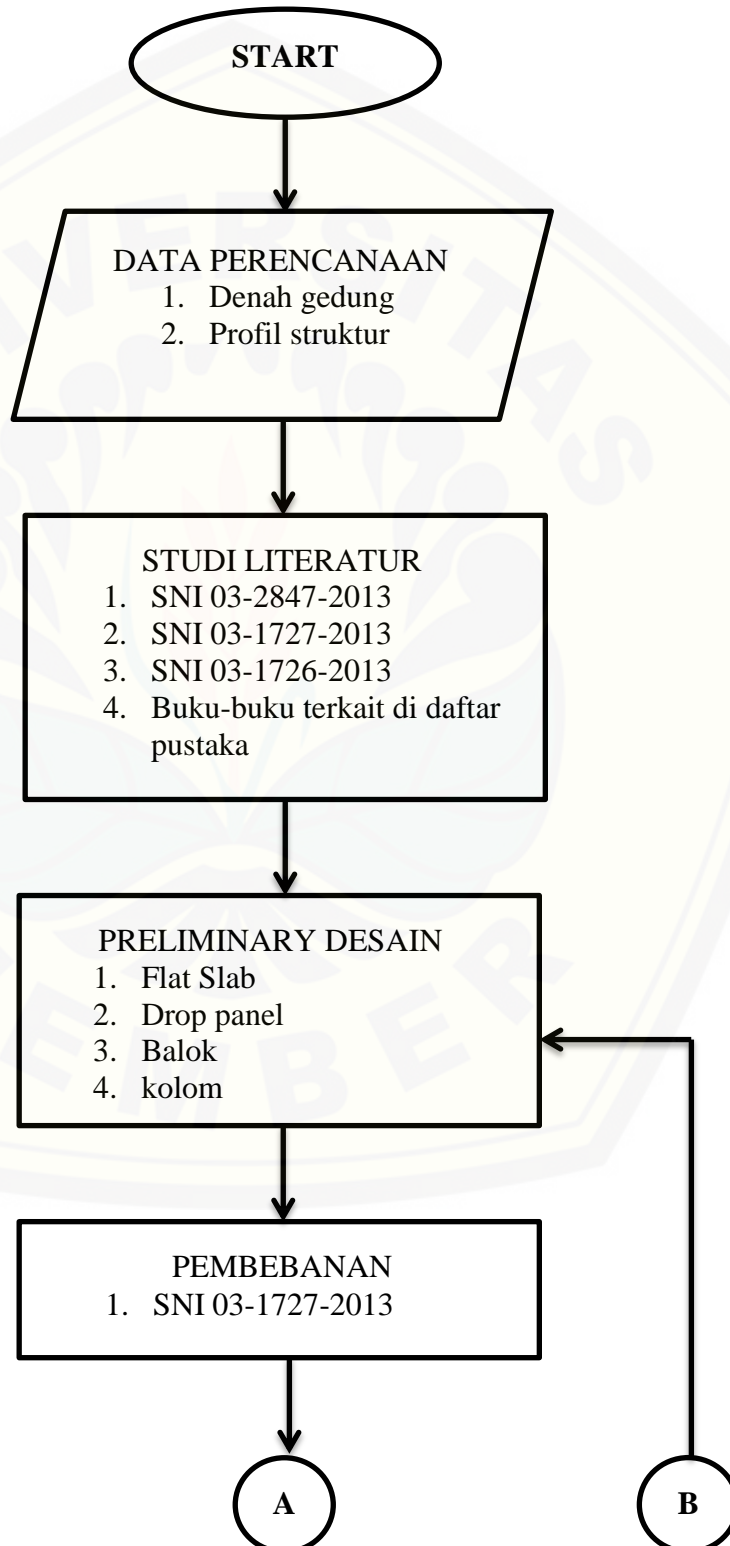 START
DATA PERENCANAAN
1. Denah gedung
2. Profil struktur
STUDI LITERATUR
1. SNI 03-2847-2013
2. SNI 03-1727-2013
3. SNI 03-1726-2013
4. Buku-buku terkait di daftar
pustaka
PRELIMINARY DESAIN
1. Flat Slab
2. Drop panel
3. Balok
4. kolom
PEMBEBANAN
1. SNI 03-1727-2013
A
B